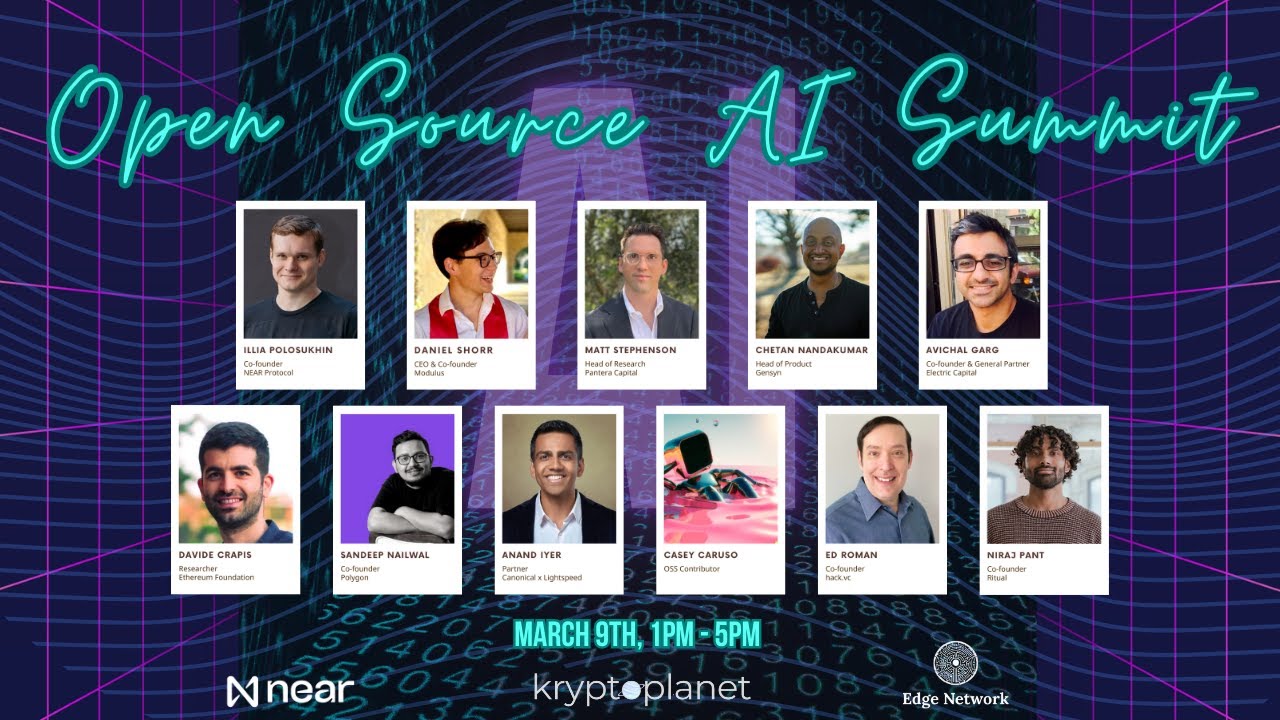 Open Source AI Summit
AI
ILLIA POLOSUKHIN
Co-founder
NEAR Protocol
DANIEL SHORR
CEO & Co-founder
Modulus
MATT STEPHENSON
Head of Research
Pantera Capital
CHETAN NANDAKUMAR
Head of Product
Gensyn
AVICHAL GARG
Co-founder & General Partner
Electric Capital
DAVIDE CRAPIS
Researcher
Ethereum Foundation
SANDEEP NAILWAL
Co-founder
Polygon
ANAND IYER
Partner
Canonical x Lightspeed
CASEY CARUSO
OSS Contributor
ED ROMAN
Co-founder
hack.vc
NIRAJ PANT
Co-founder
Ritual
MARCH 9TH, 1PM - 5PM
near
kryptoplanet
Edge Network